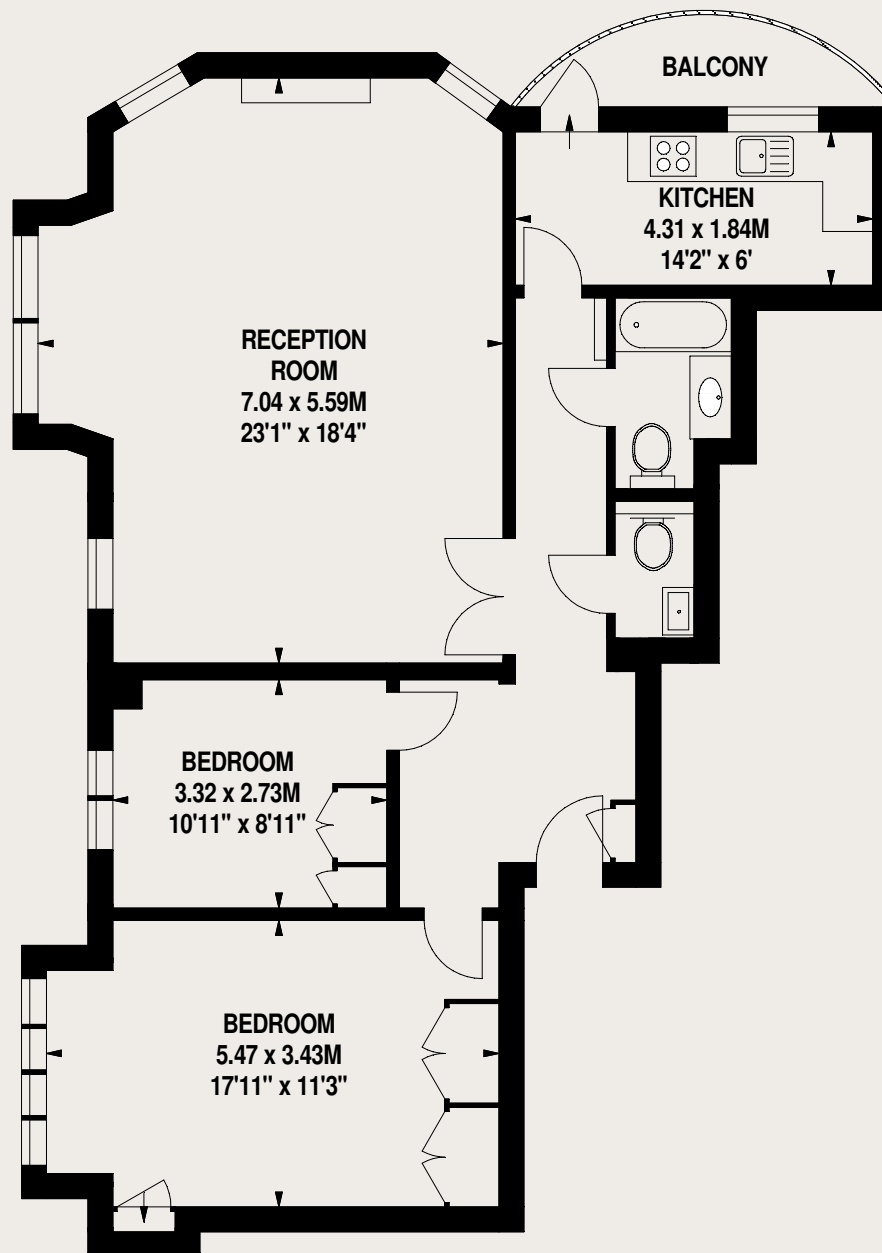 BALCONY
KITCHEN
4.31 x 1.84M
14'2" x 6'
RECEPTION
ROOM
7.04 x 5.59M
23'1" x 18'4"
BEDROOM
3.32 x 2.73M
10'11" x 8'11"
BEDROOM
5.47 x 3.43M
17'11" x 11'3"